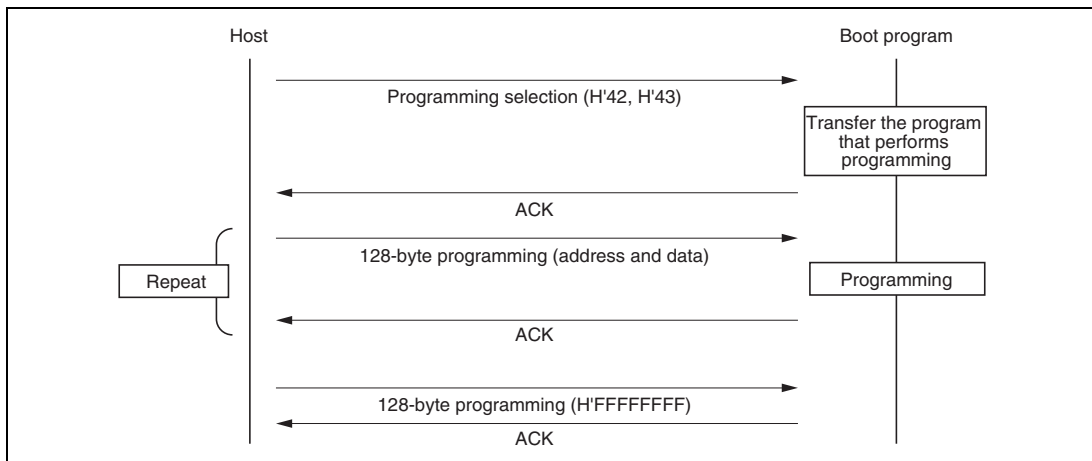 Host
Boot program
Programming selection (H'42, H'43)
Transfer the program
that performs
programming
ACK
128-byte programming (address and data)
Repeat
Programming
ACK
128-byte programming (H'FFFFFFFF)
ACK